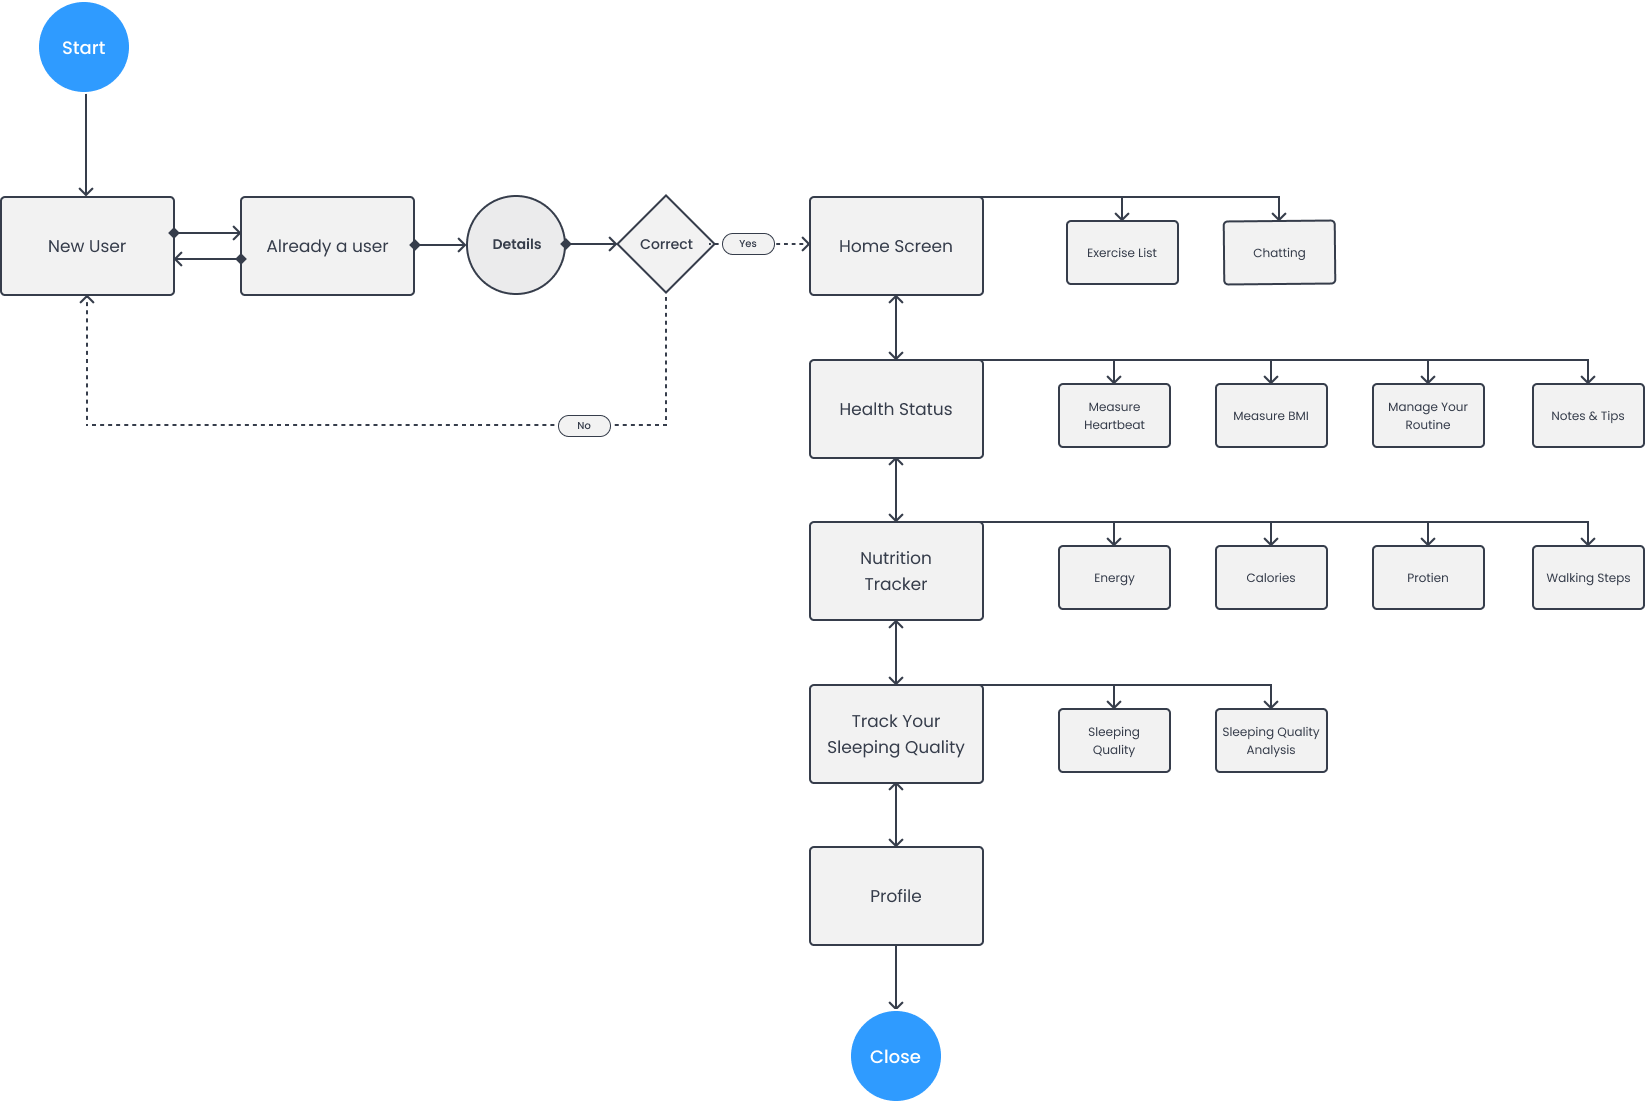 Start
New User
Already a user
Details
Correct
Yes
Home Screen
Exercise List
Chatting
No
Health Status
Measure
Heartbeat
Measure BMI
Manage Your
Routine
Notes & Tips
Nutrition
Tracker
Energy
Calories
Protien
Walking Steps
Track Your
Sleeping Quality
Sleeping
Quality
Sleeping Quality
Analysis
Profile
Close